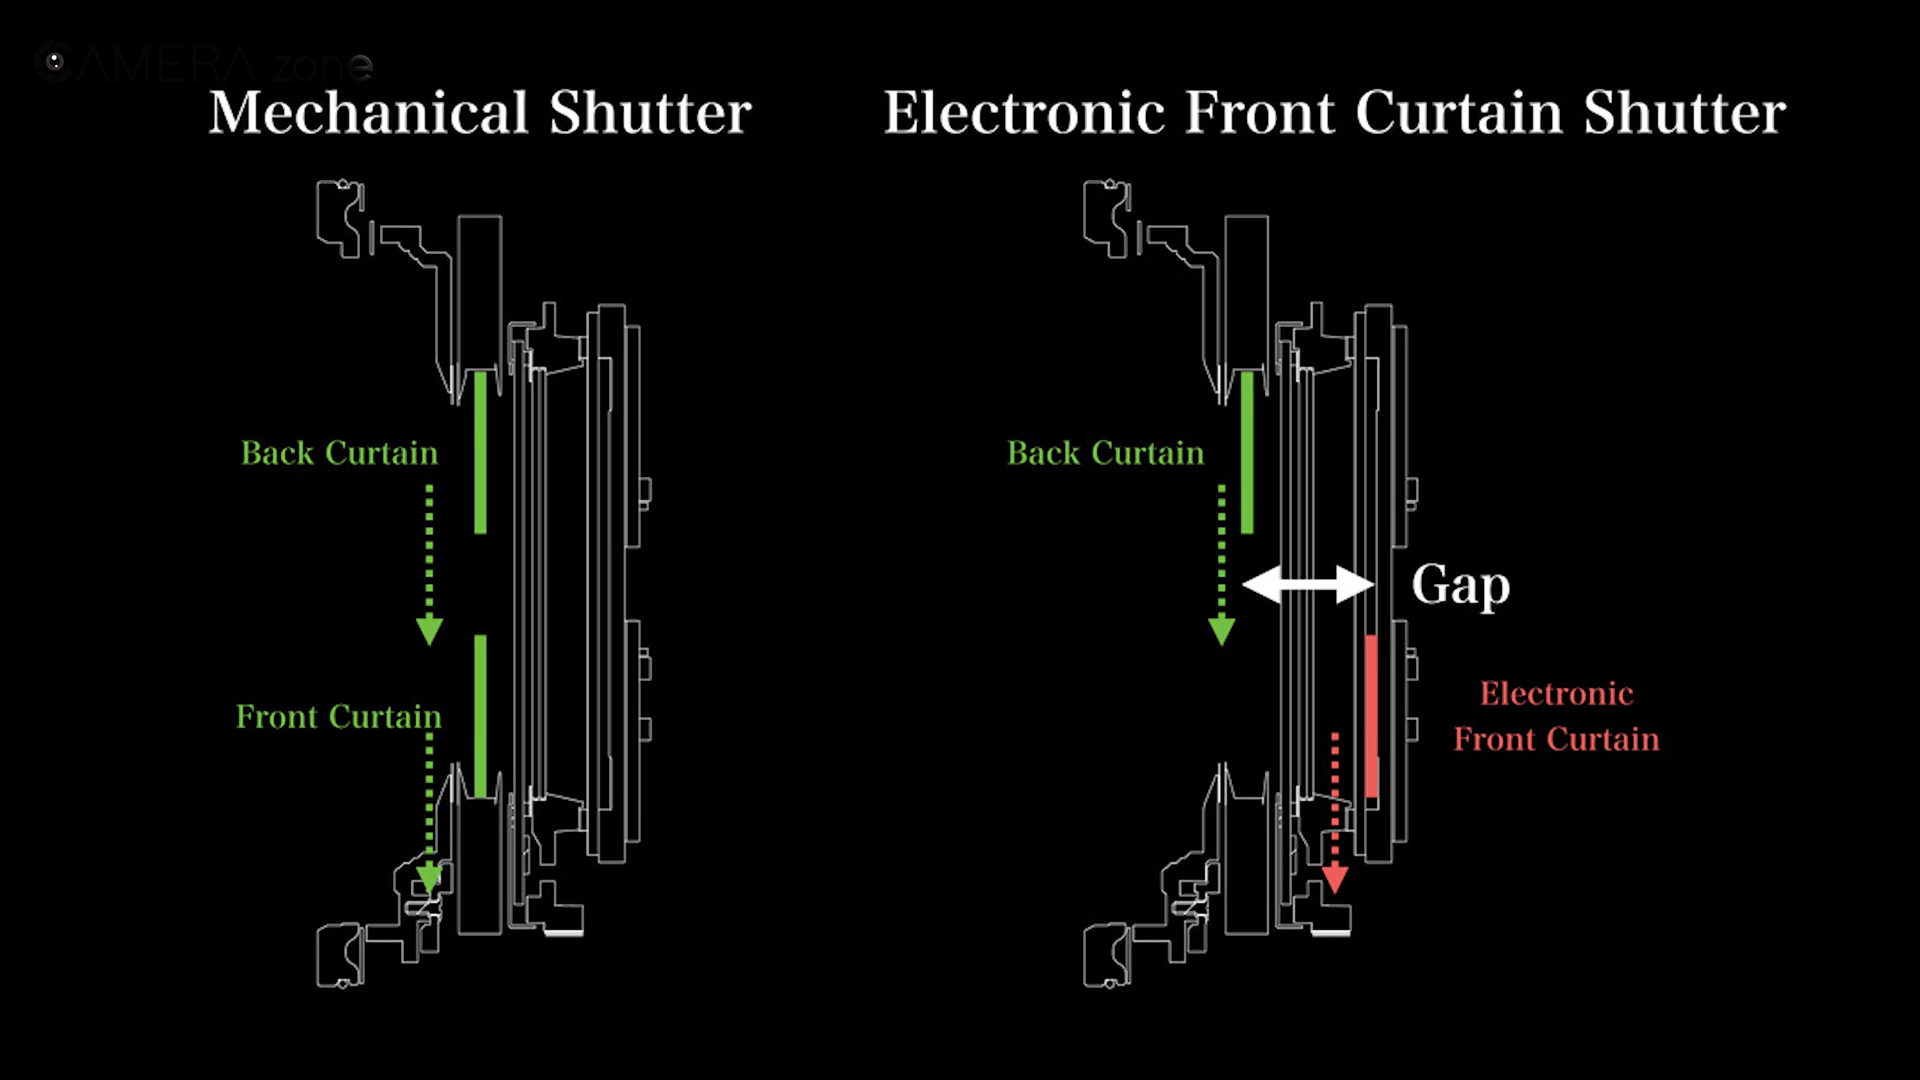 CAMERA zone
Mechanical Shutter
Electronic Front Curtain Shutter
Back Curtain
Back Curtain
Gap
Front Curtain
Electronic
Front Curtain